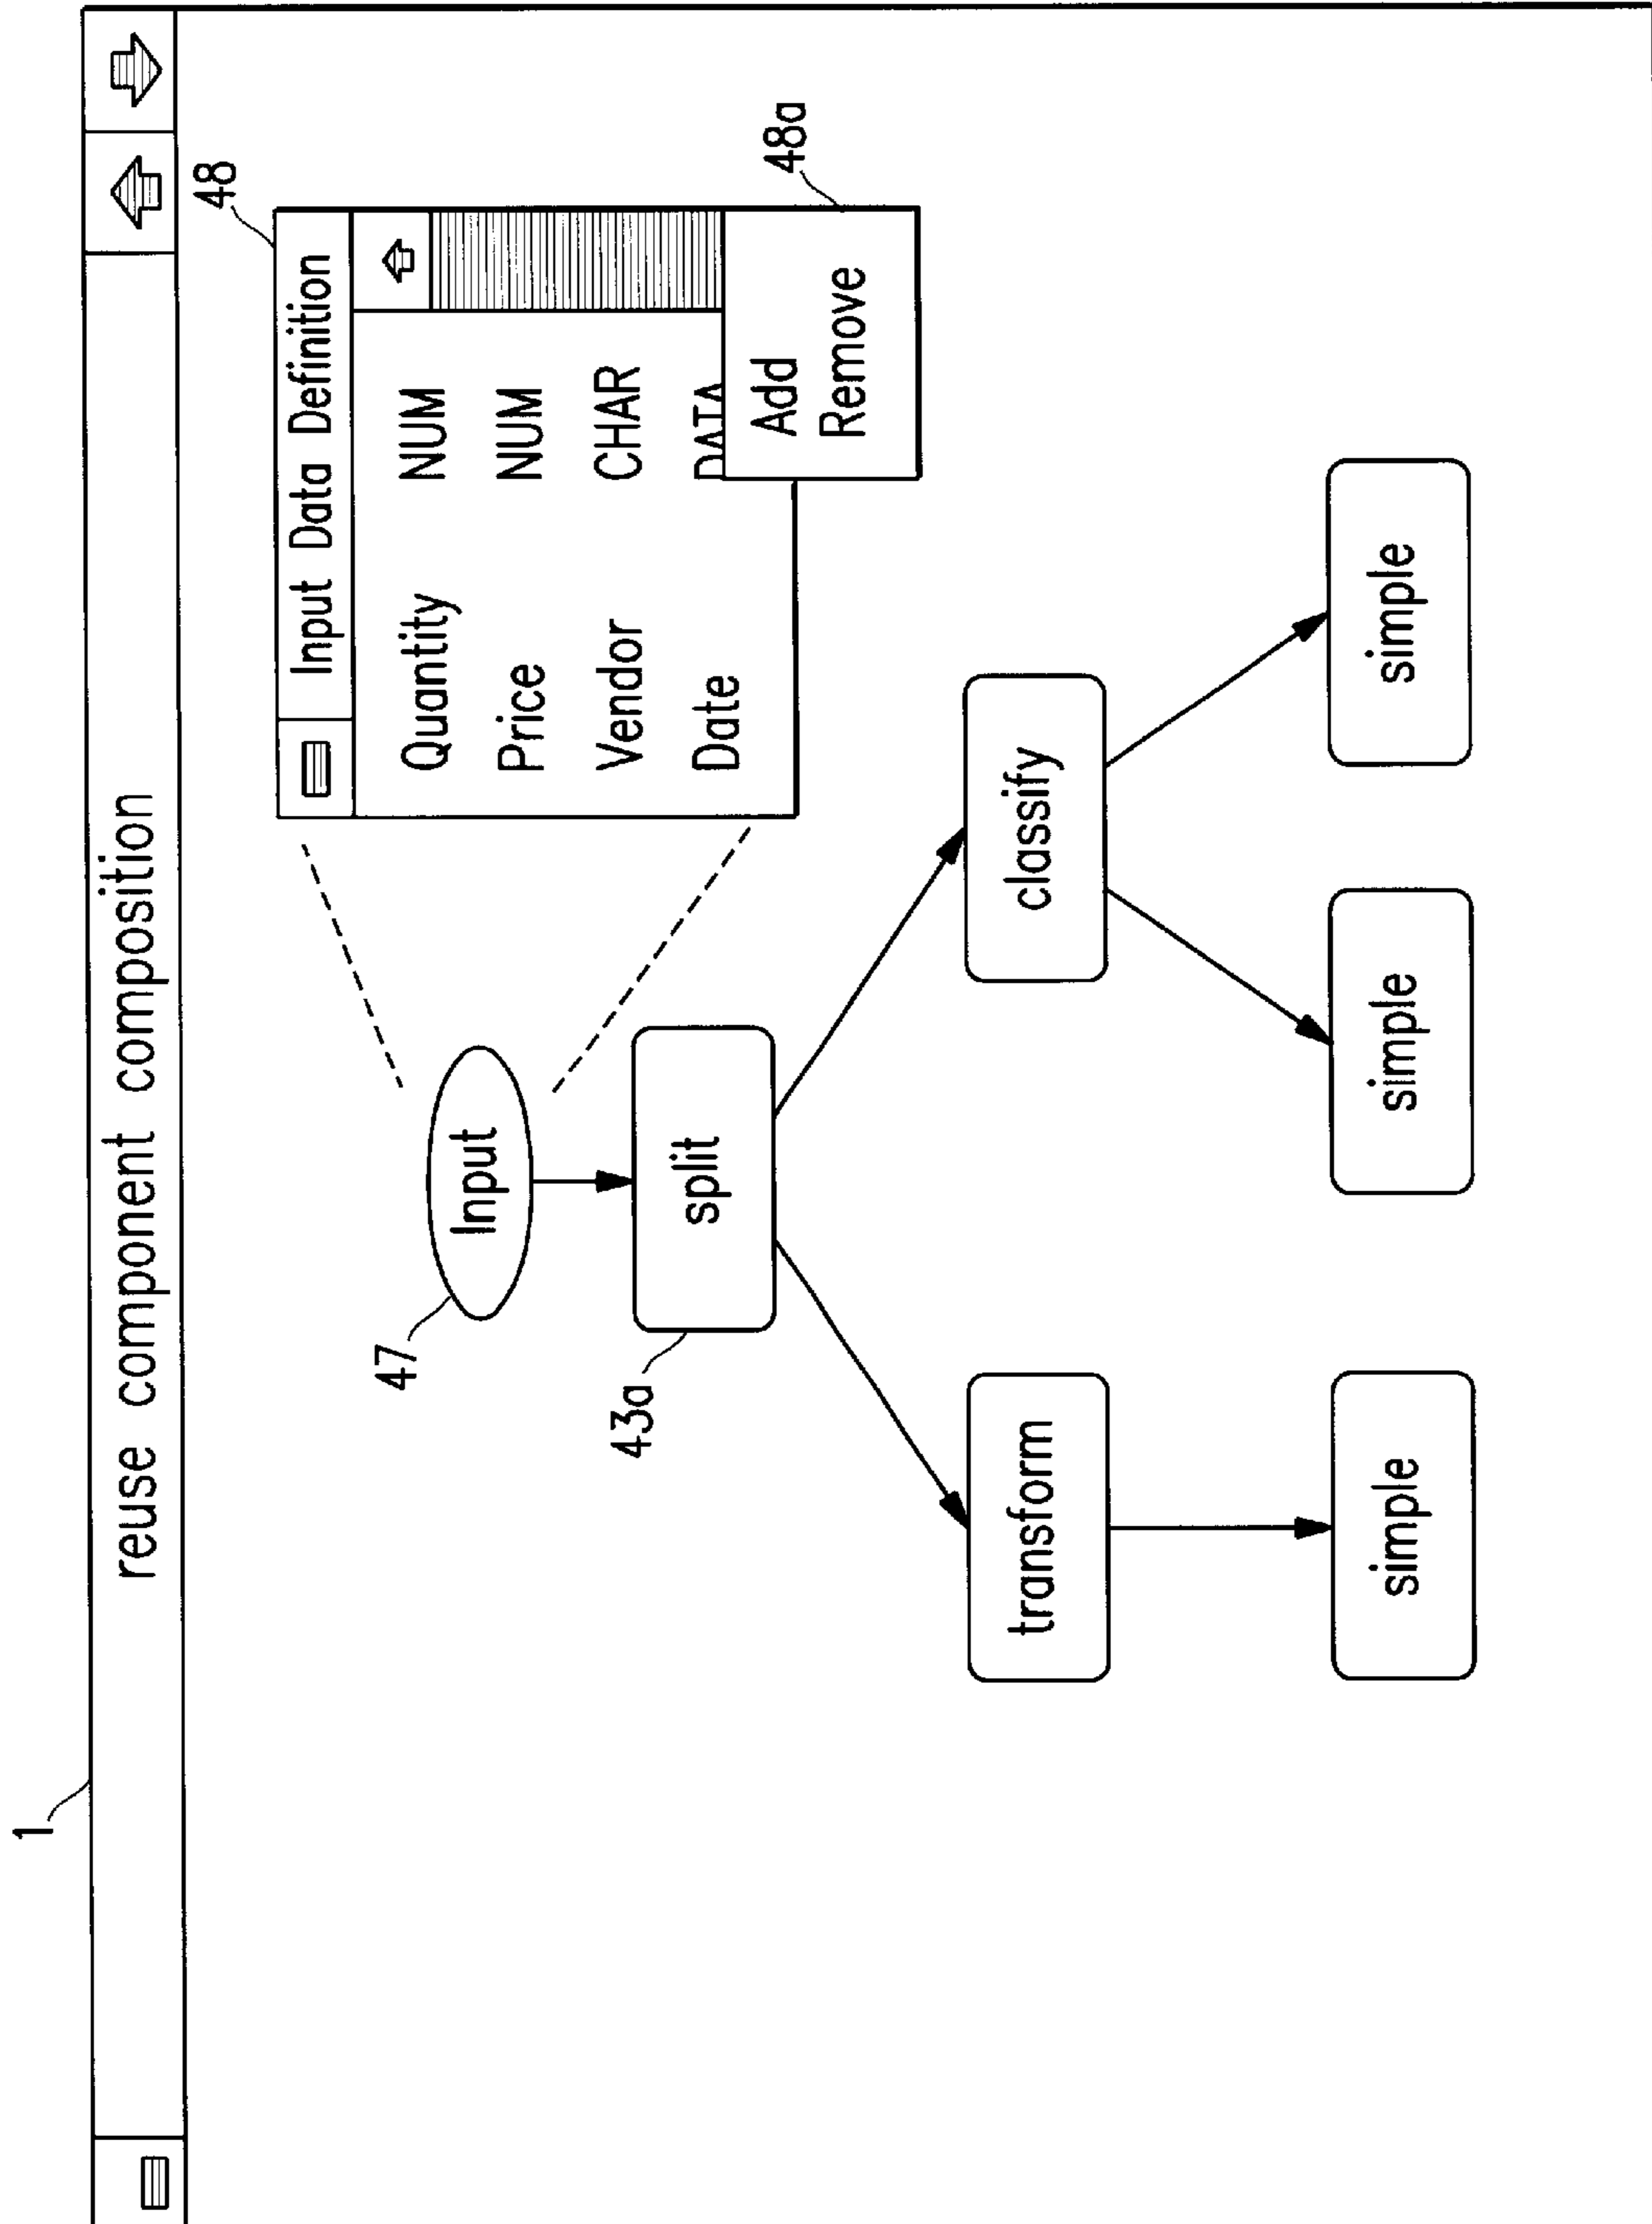 1
reuse component composition
48
Input Data Definition
Quantity NUM
Price NUM
Vendor CHAR
Date DATA
48a
Add
Remove
47
Input
43a
split
transform
classify
simple
simple
simple